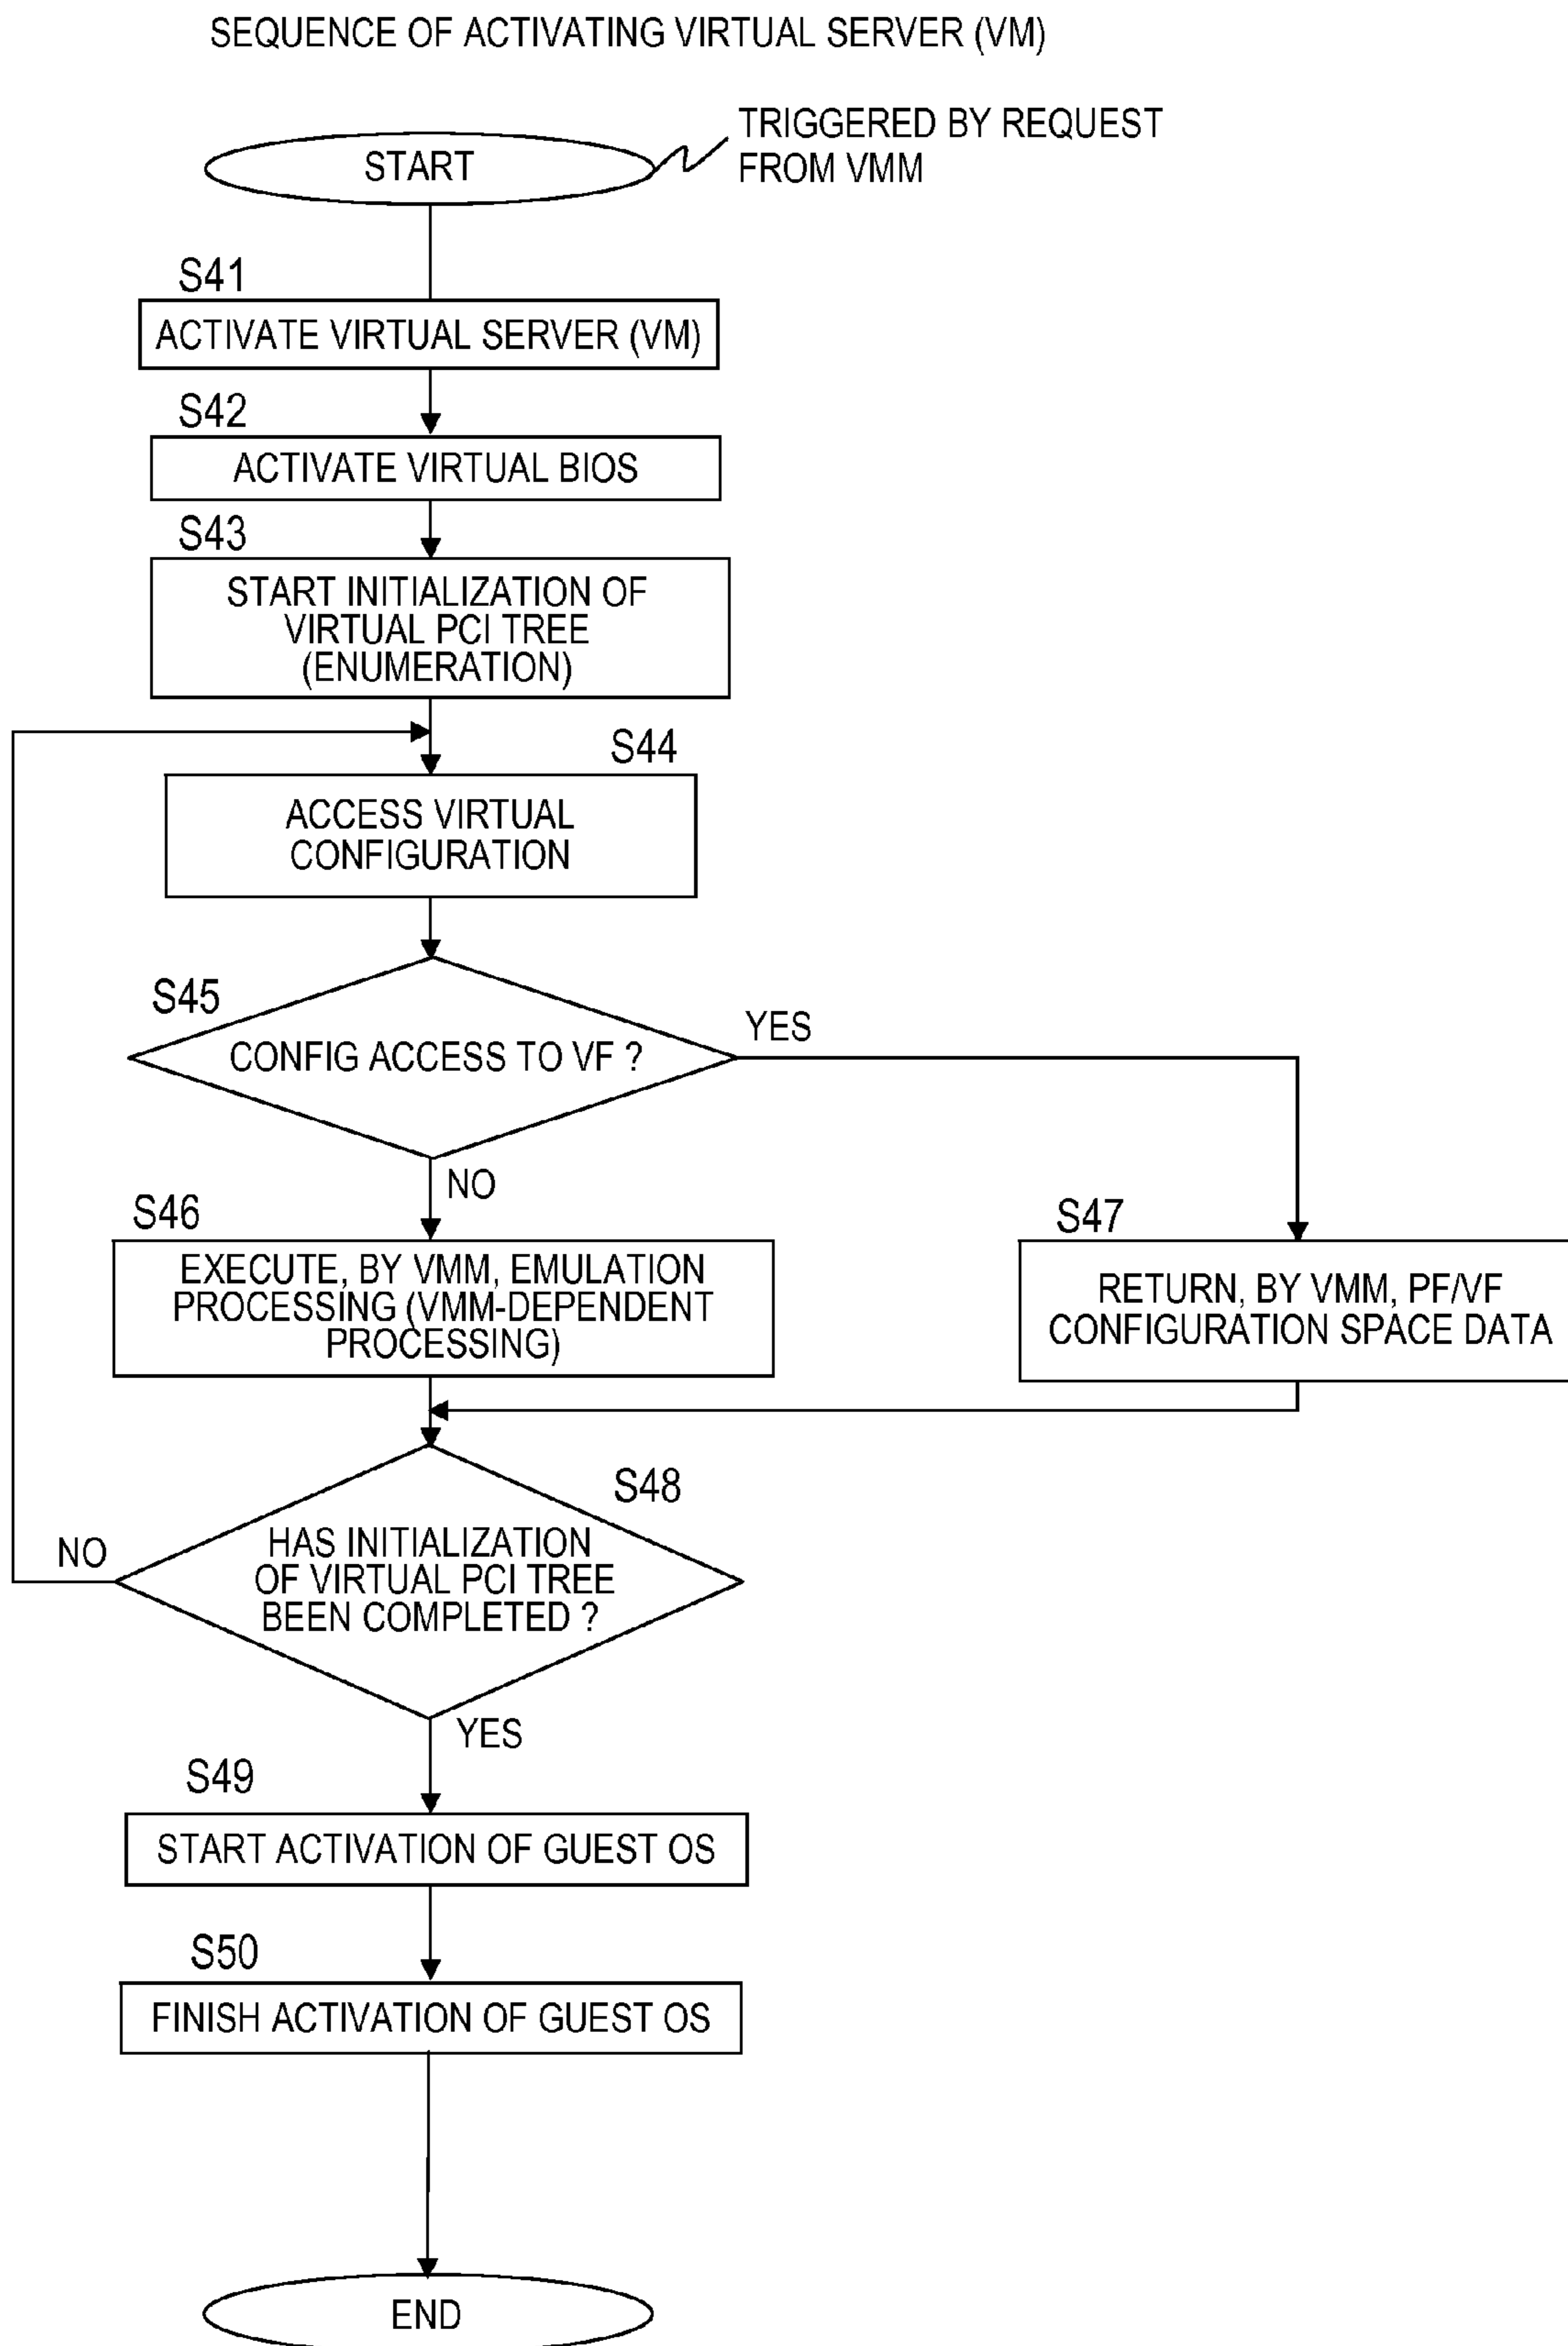 SEQUENCE OF ACTIVATING VIRTUAL SERVER (VM)
TRIGGERED BY REQUEST
FROM VMM
START
S41
ACTIVATE VIRTUAL SERVER (VM)
S42
ACTIVATE VIRTUAL BIOS
S43
START INITIALIZATION OF
VIRTUAL PCI TREE
(ENUMERATION)
S44
ACCESS VIRTUAL
CONFIGURATION
S45
CONFIG ACCESS TO VF ?
YES
NO
S46
EXECUTE, BY VMM, EMULATION
PROCESSING (VMM-DEPENDENT
PROCESSING)
S47
RETURN, BY VMM, PF/VF
CONFIGURATION SPACE DATA
S48
HAS INITIALIZATION
OF VIRTUAL PCI TREE
BEEN COMPLETED ?
NO
YES
S49
START ACTIVATION OF GUEST OS
S50
FINISH ACTIVATION OF GUEST OS
END